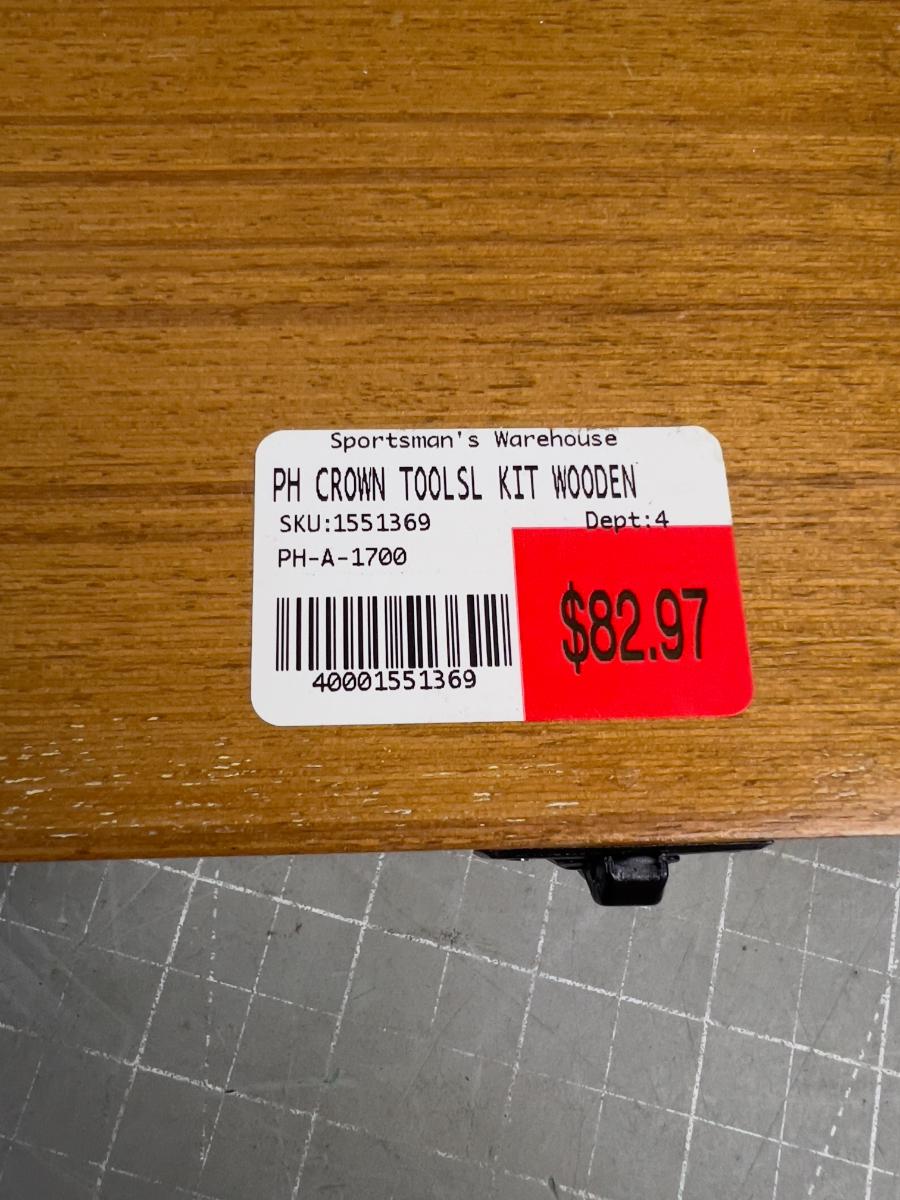 Sportsman's Warehouse
PH CROWN TOOLSL KIT WOODEN
SKU:1551369 Dept:4
PH-A-1700
$82.97
40001551369